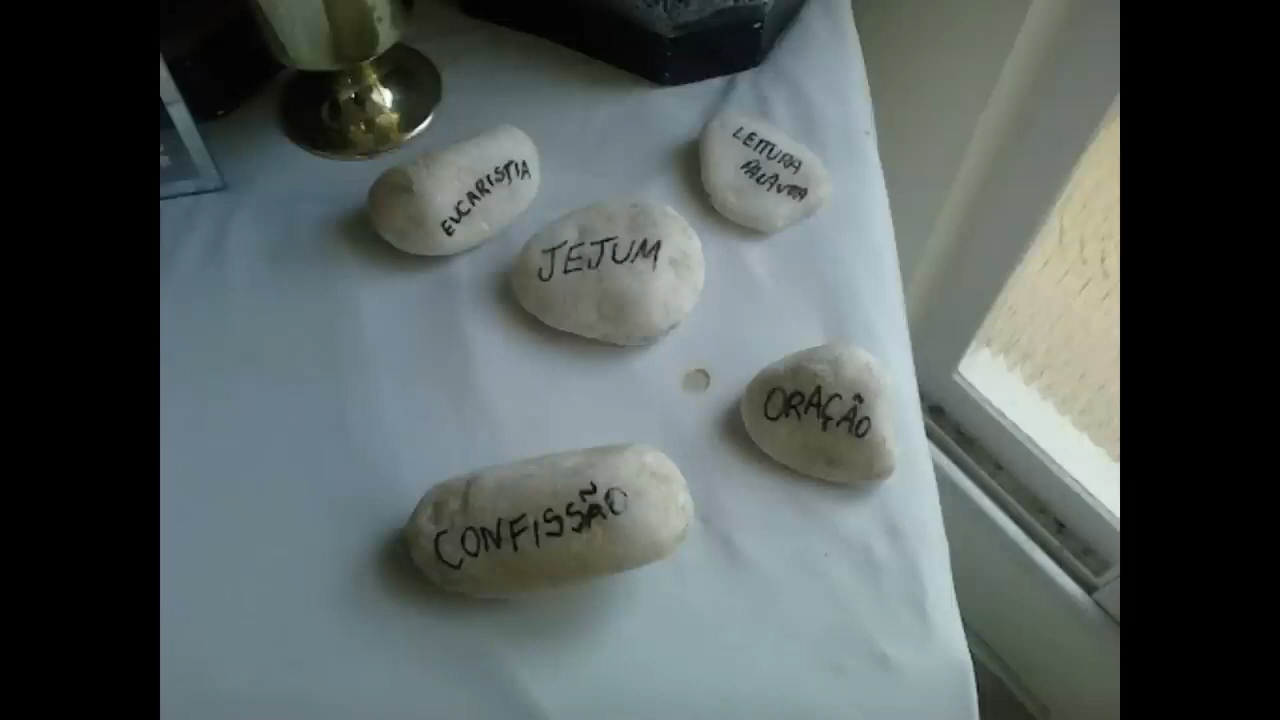 EUCARISTIA
LEITURA
PALAVRA
JEJUM
ORAÇÃO
CONFISSÃO